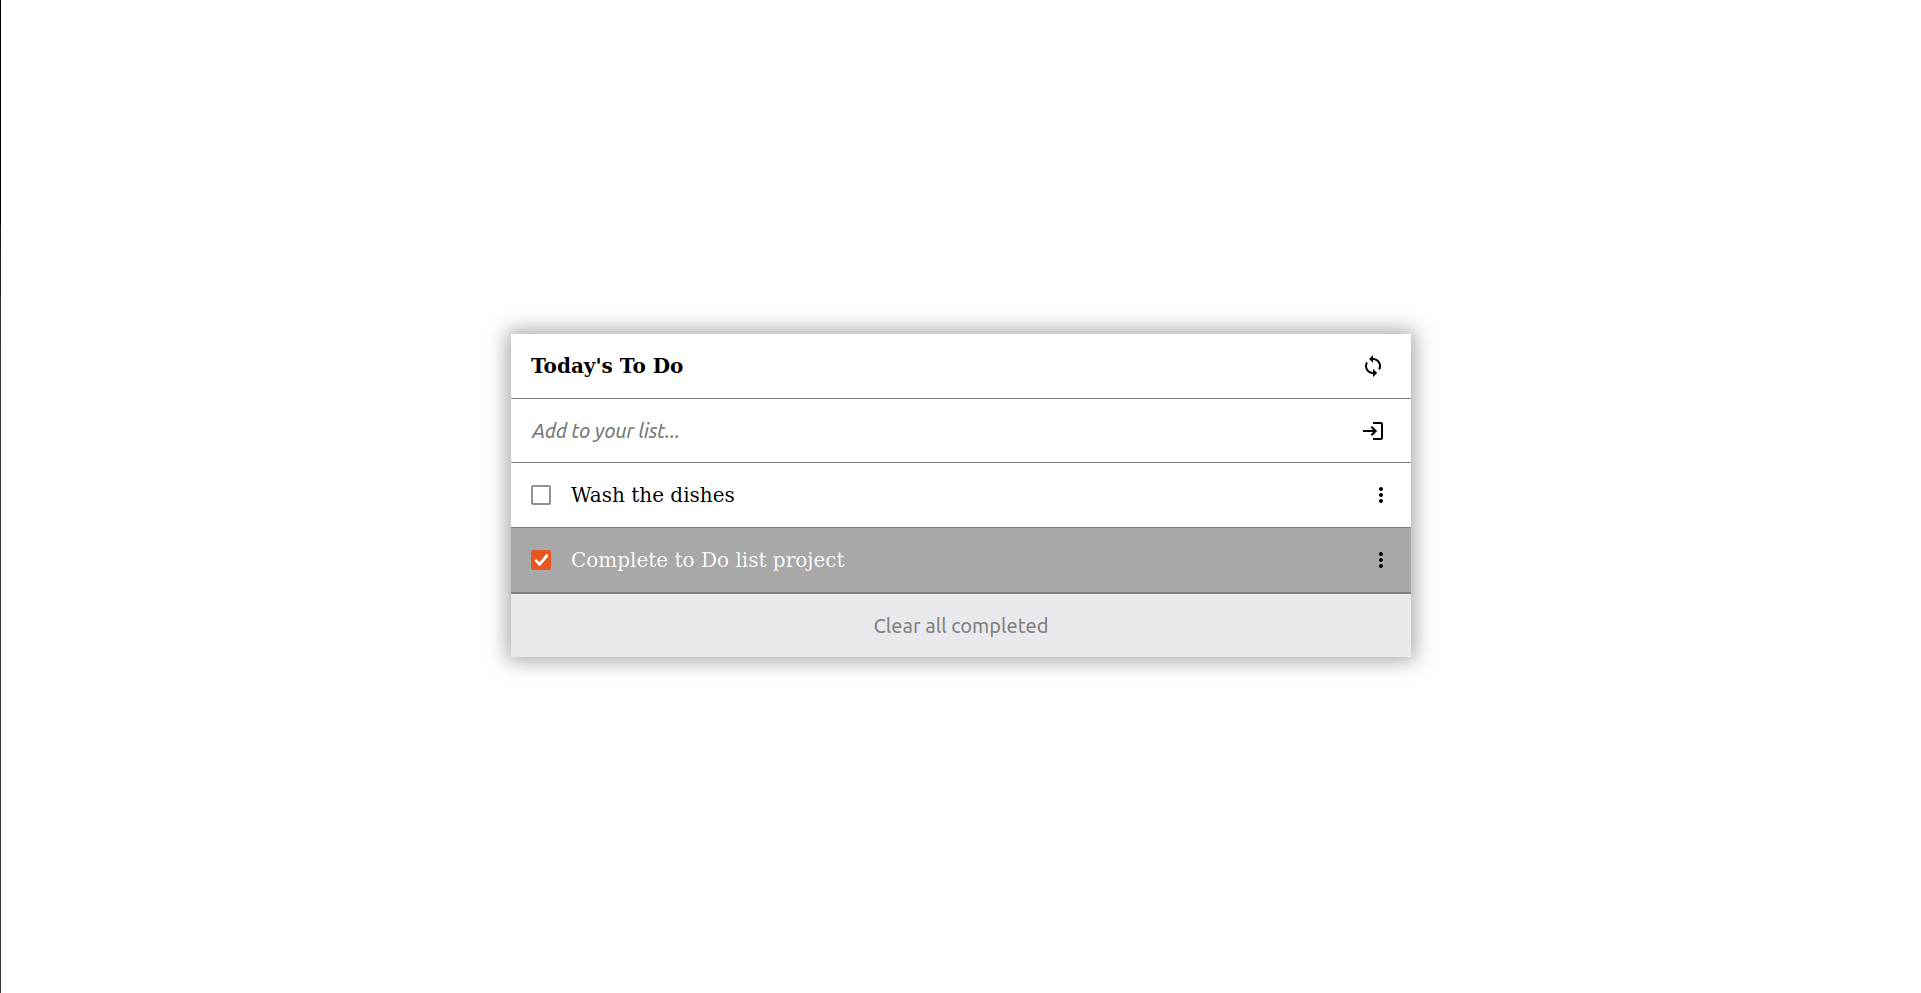 Today's To Do
Add to your list...
Wash the dishes
Complete to Do list project
Clear all completed